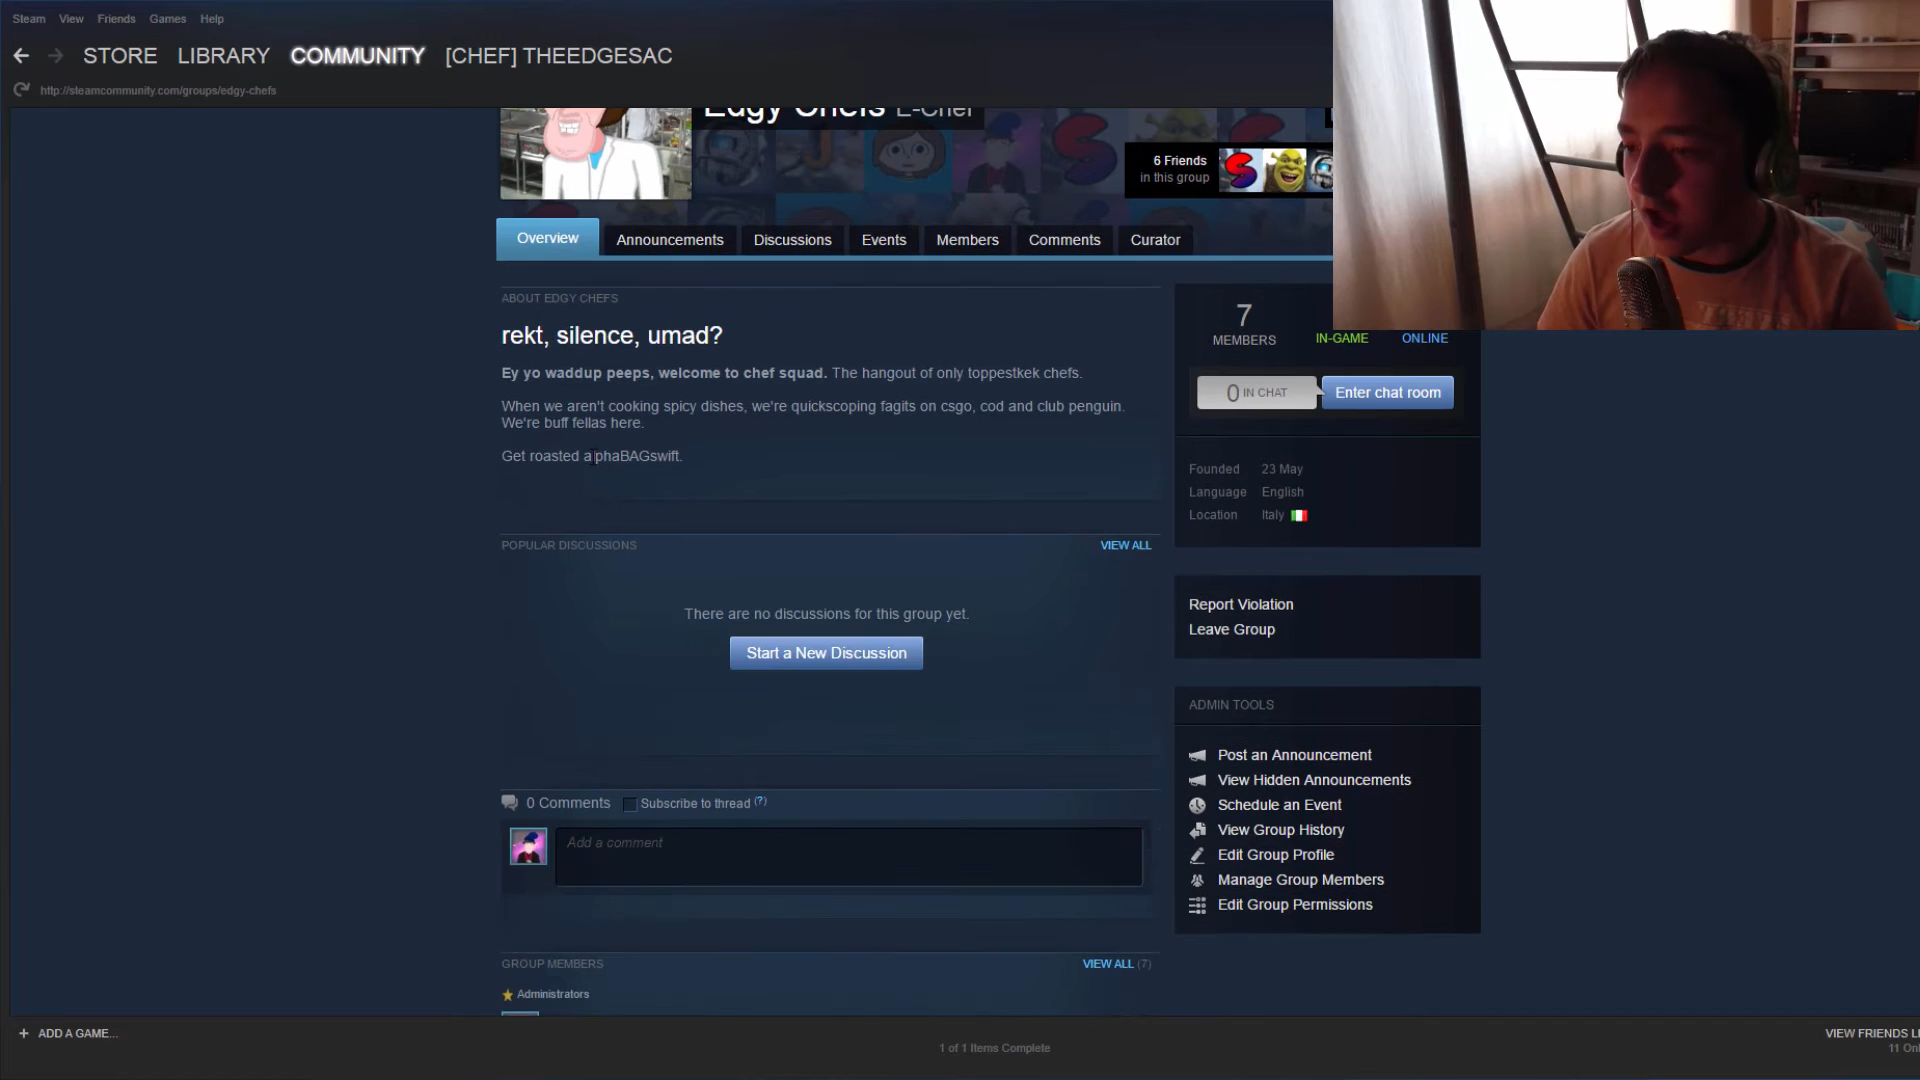 Steam View Friends Games Help
STORE LIBRARY COMMUNITY [CHEF] THEEDGESAC
http://steamcommunity.com/groups/edgy-chefs
Edgy Chefs E-Chef
6 Friends
in this group
Overview Announcements Discussions Events Members Comments Curator
ABOUT EDGY CHEFS
rekt, silence, umad?
Ey yo waddup peeps, welcome to chef squad. The hangout of only toppestkek chefs.
When we aren't cooking spicy dishes, we're quickscoping fagits on csgo, cod and club penguin.
We're buff fellas here.
Get roasted alphaBAGswift.
7
MEMBERS IN-GAME ONLINE
0 IN CHAT Enter chat room
Founded 23 May
Language English
Location Italy
POPULAR DISCUSSIONS VIEW ALL
There are no discussions for this group yet.
Start a New Discussion
Report Violation
Leave Group
ADMIN TOOLS
Post an Announcement
View Hidden Announcements
Schedule an Event
View Group History
Edit Group Profile
Manage Group Members
Edit Group Permissions
0 Comments Subscribe to thread (?)
Add a comment
GROUP MEMBERS VIEW ALL (7)
Administrators
+ ADD A GAME...
1 of 1 Items Complete
VIEW FRIENDS LI
11 Onl